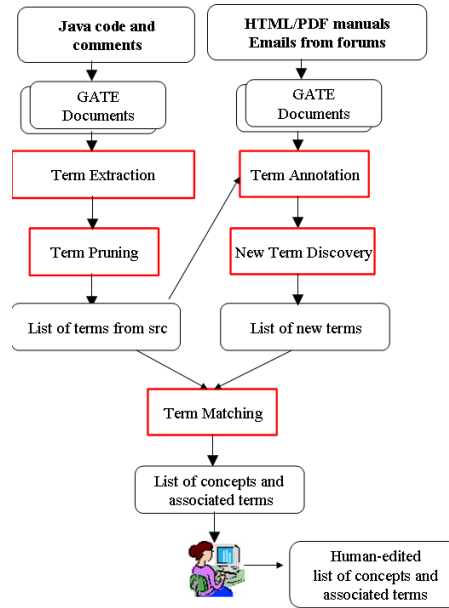 Java code and
comments
HTML/PDF manuals
Emails from forums
GATE
Documents
GATE
Documents
Term Extraction
Term Annotation
Term Pruning
New Term Discovery
List of terms from src
List of new terms
Term Matching
List of concepts and
associated terms
Human-edited
list of concepts and
associated terms